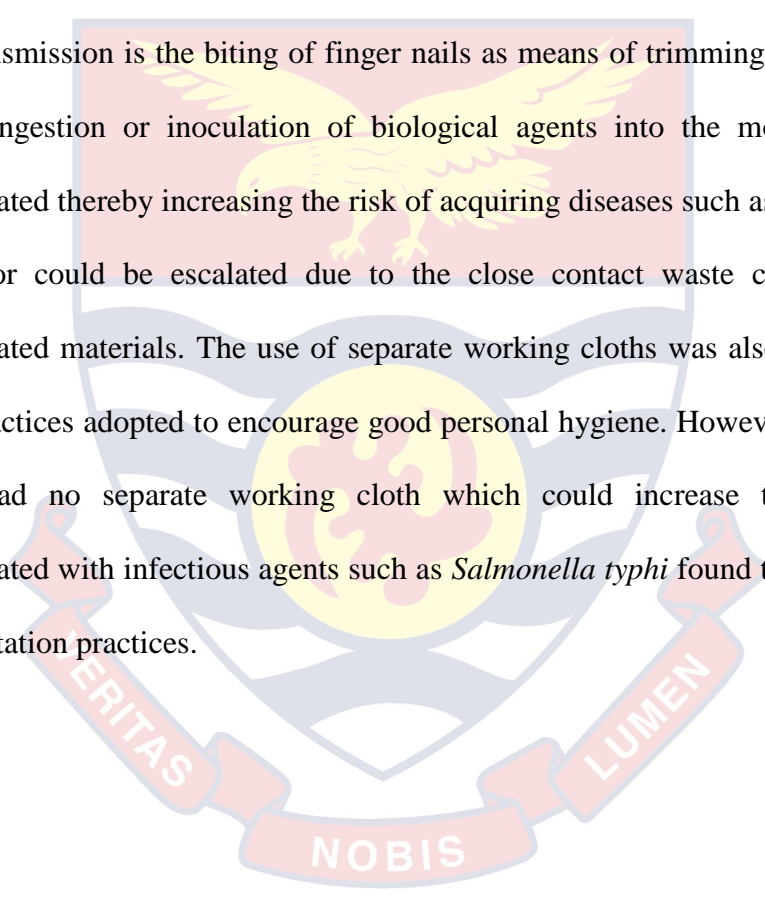 smission is the biting of finger nails as means of trimming
ngestion or inoculation of biological agents into the m
ated thereby increasing the risk of acquiring diseases such as
or could be escalated due to the close contact waste c
ated materials. The use of separate working cloths was als
actices adopted to encourage good personal hygiene. Howev
ad no separate working cloth which could increase t
ated with infectious agents such as Salmonella typhi found t
tation practices.
VERITAS
NOBIS
LUMEN